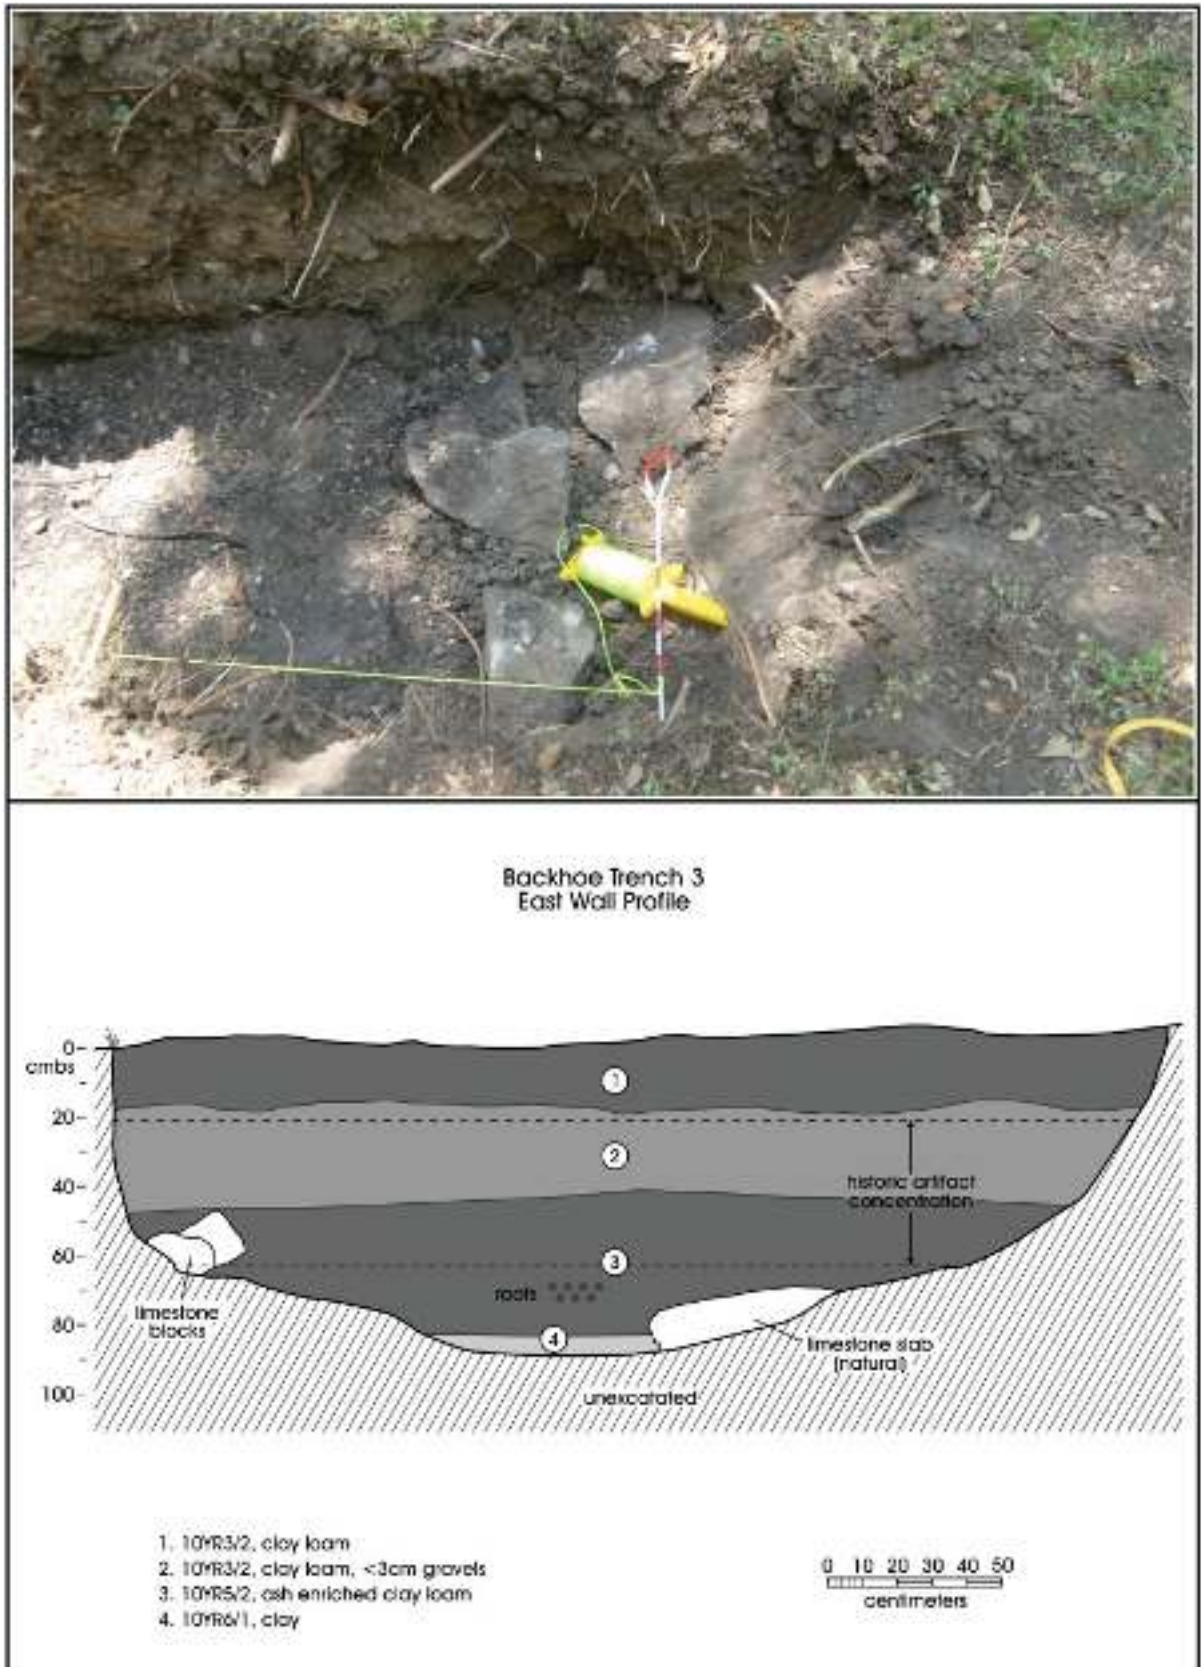 Backhoe Trench 3
East Wall Profile
0
cmbs
20
40
60
80
100
1
2
3
4
historic artifact
concentration
roots
limestone
blocks
limestone slab
(natural)
unexcatated
1. 10YR3/2, clay loam
2. 10YR3/2, clay loam, <3cm gravels
3. 10YR5/2, ash enriched clay loam
4. 10YR6/1, clay
0 10 20 30 40 50
centimeters